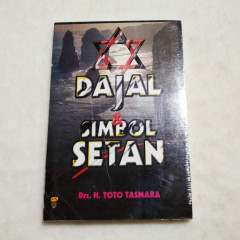 DAJAL
&
SIMBOL
SETAN
Drs. H. TOTO TASMARA